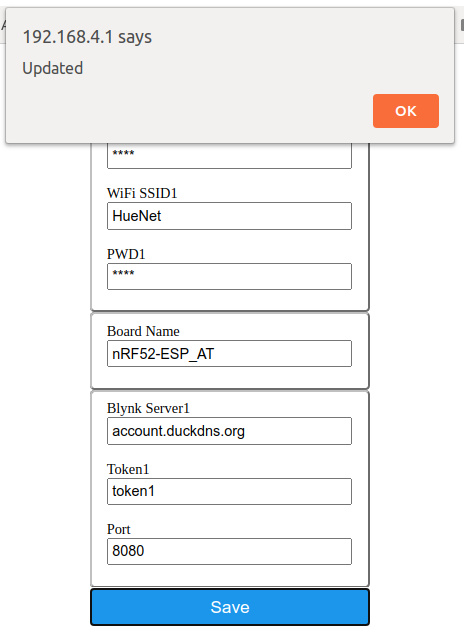 192.168.4.1 says
Updated
OK
****
WiFi SSID1
HueNet
PWD1
****
Board Name
nRF52-ESP_AT
Blynk Server1
account.duckdns.org
Token1
token1
Port
8080
Save